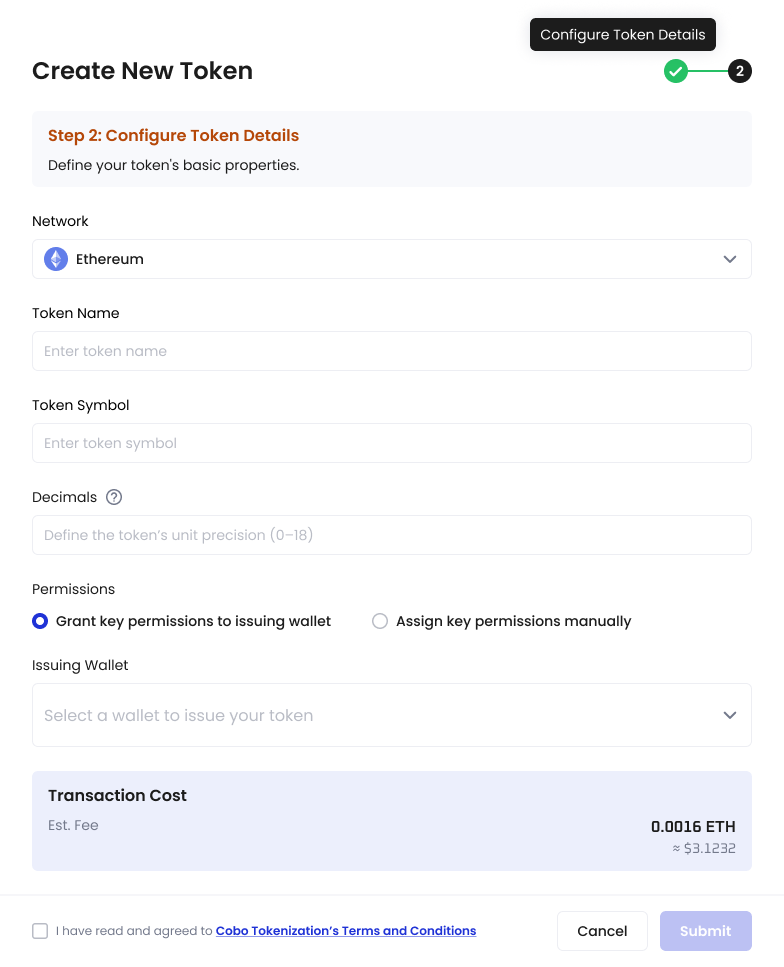 Configure Token Details
Create New Token
2
Step 2: Configure Token Details
Define your token's basic properties.
Network
Ethereum
Token Name
Enter token name
Token Symbol
Enter token symbol
Decimals ?
Define the token’s unit precision (0–18)
Permissions
Grant key permissions to issuing wallet
Assign key permissions manually
Issuing Wallet
Select a wallet to issue your token
Transaction Cost
Est. Fee
0.0016 ETH
≈ $3.1232
I have read and agreed to Cobo Tokenization’s Terms and Conditions
Cancel
Submit